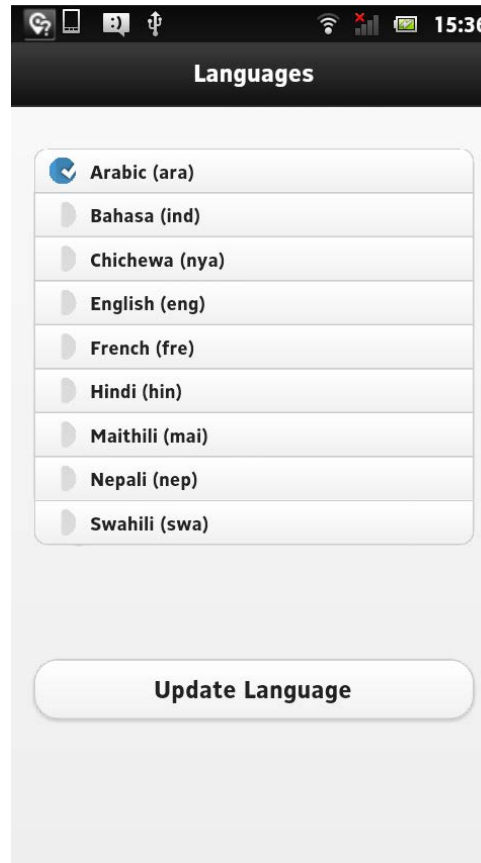 15:36
Languages
Arabic (ara)
Bahasa (ind)
Chichewa (nya)
English (eng)
French (fre)
Hindi (hin)
Maithili (mai)
Nepali (nep)
Swahili (swa)
Update Language